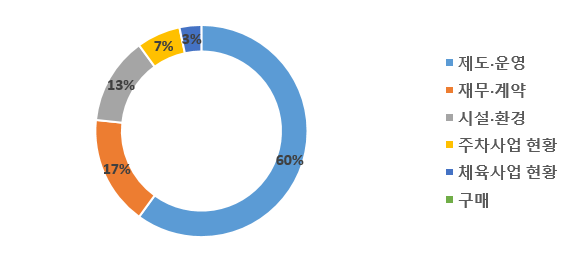 3%
7%
13%
17%
60%
제도·운영
재무·계약
시설·환경
주차사업 현황
체육사업 현황
구매